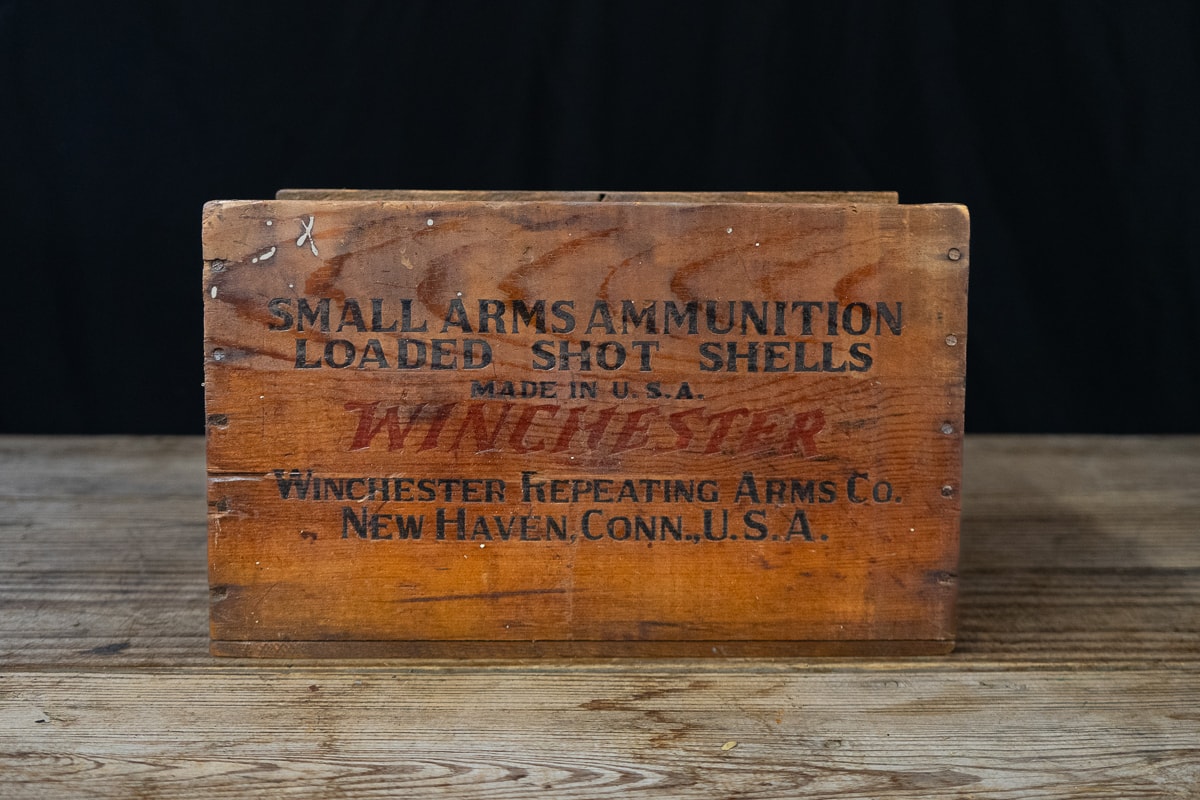 SMALL ARMS AMMUNITION
LOADED SHOT SHELLS
MADE IN U.S.A.
WINCHESTER
WINCHESTER REPEATING ARMS CO.
NEW HAVEN, CONN., U.S.A.